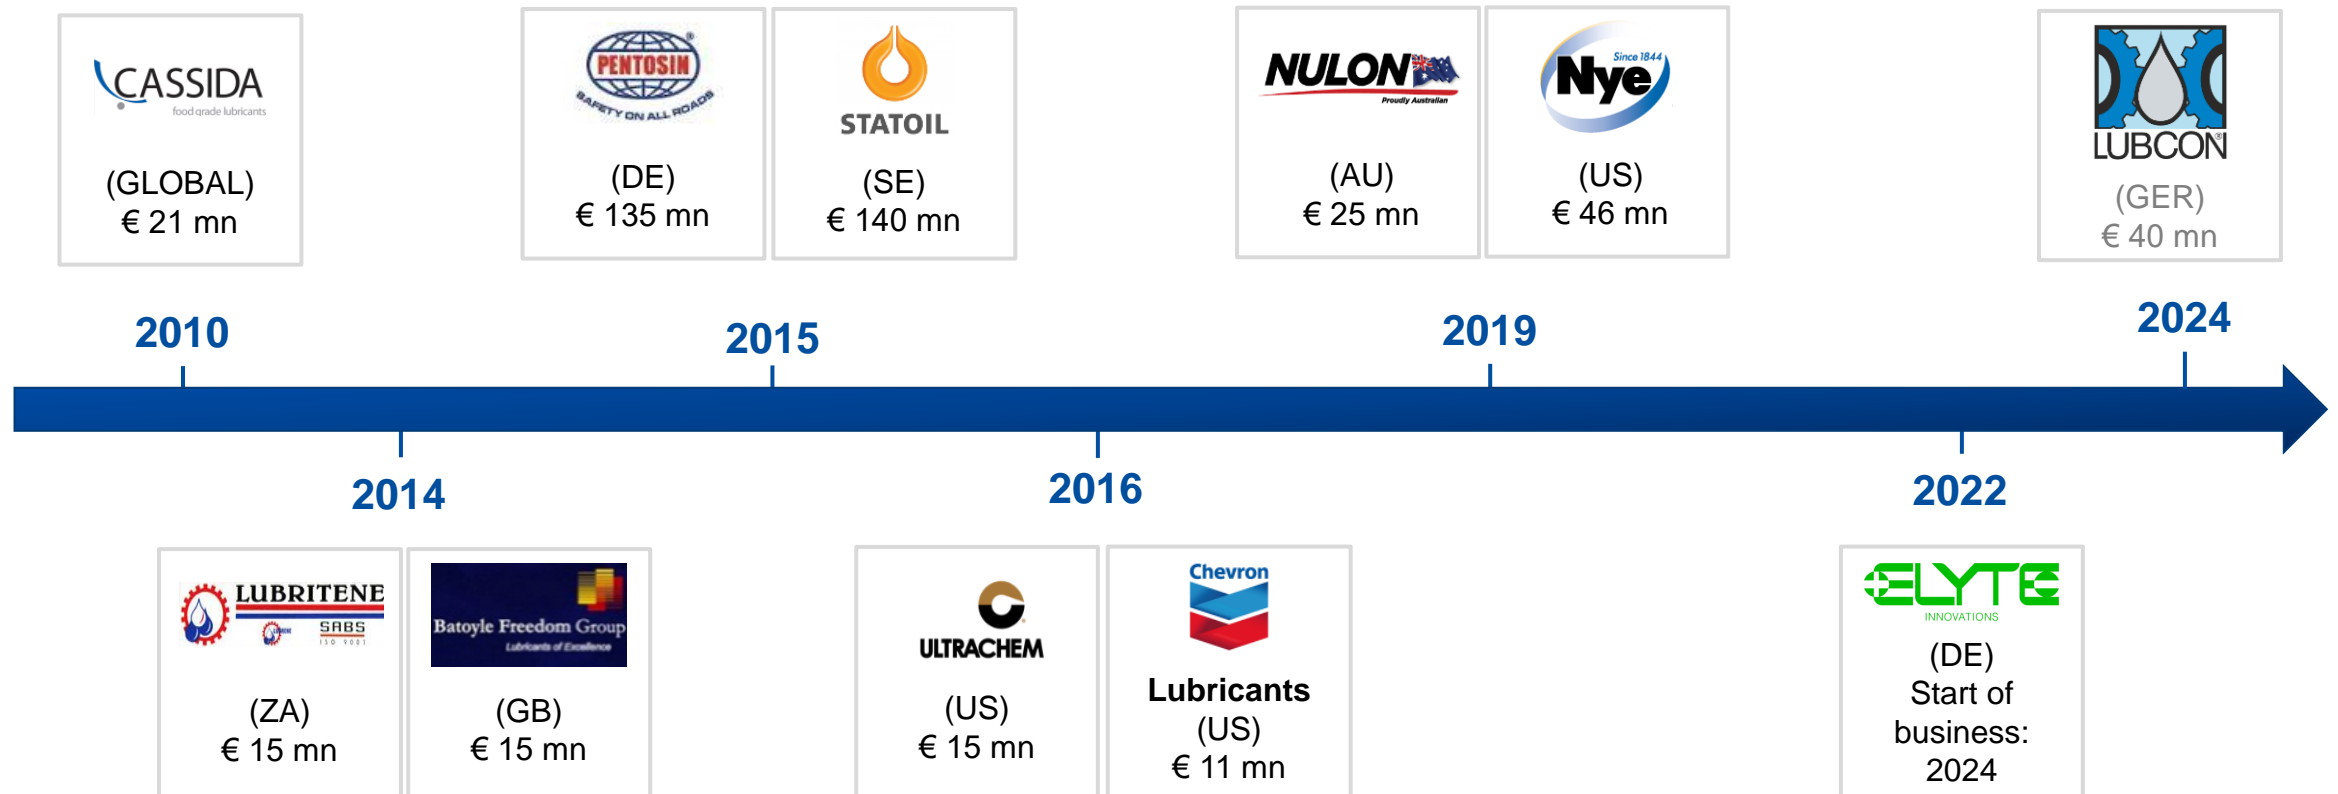 CASSIDA
food grade lubricants
(GLOBAL)
€ 21 mn
PENTOSIN
®
SAFETY ON ALL ROADS
(DE)
€ 135 mn
STATOIL
(SE)
€ 140 mn
NULON
Proudly Australian
(AU)
€ 25 mn
Since 1844
Nye
(US)
€ 46 mn
LUBCON®
(GER)
€ 40 mn
2010
2015
2019
2024
2014
2016
2022
LUBRITENE
SABS
ISO 9001
(ZA)
€ 15 mn
Batoyle Freedom Group
Lubricants of Excellence
(GB)
€ 15 mn
ULTRACHEM
(US)
€ 15 mn
Chevron
Lubricants
(US)
€ 11 mn
ELYTE
INNOVATIONS
(DE)
Start of
business:
2024